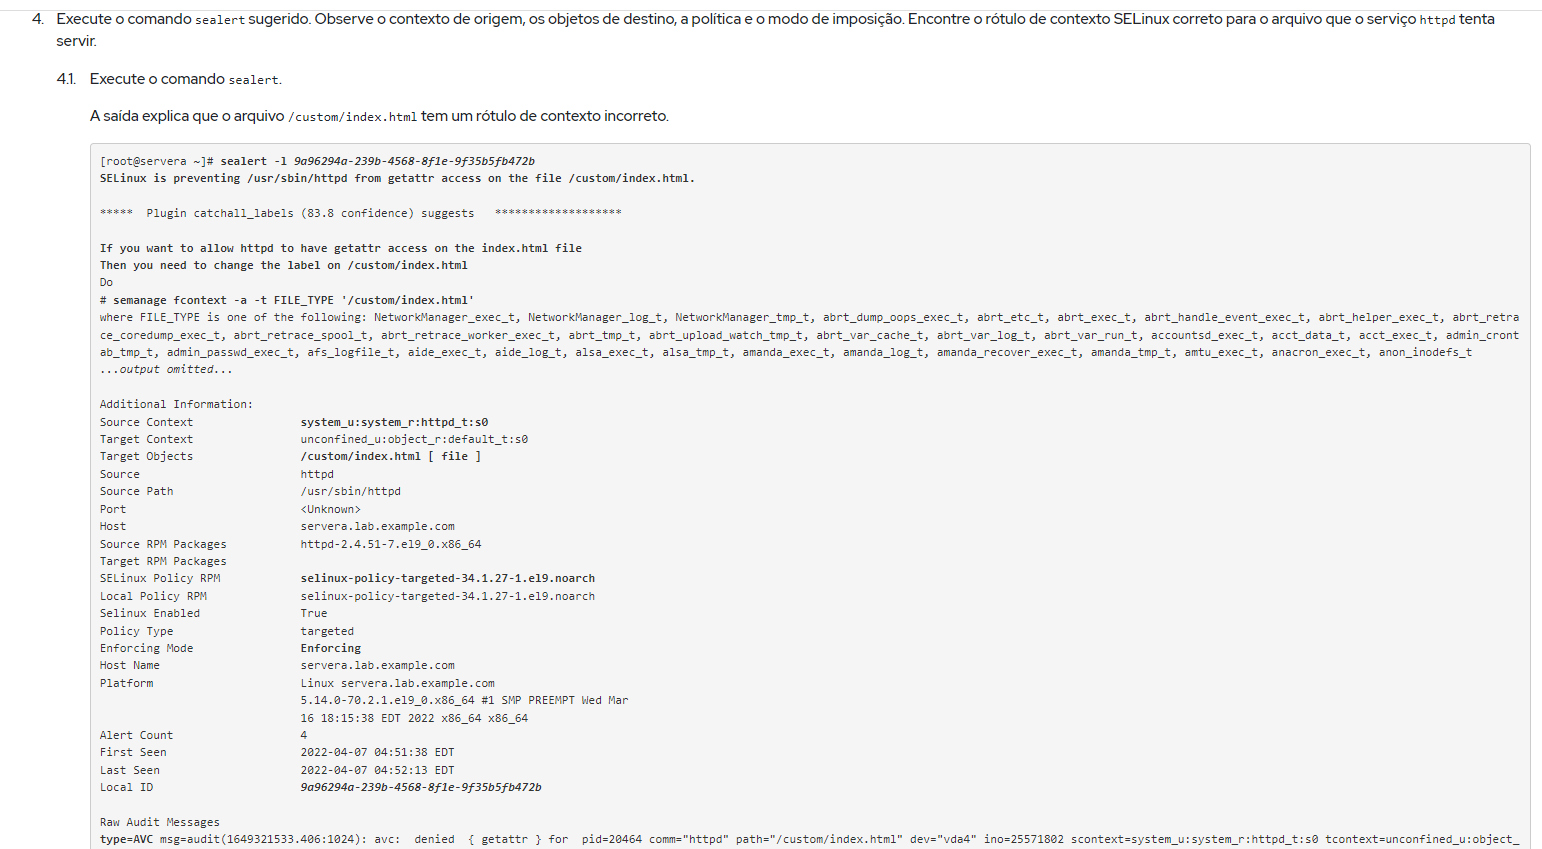 4. Execute o comando sealert sugerido. Observe o contexto de origem, os objetos de destino, a política e o modo de imposição. Encontre o rótulo de contexto SELinux correto para o arquivo que o serviço httpd tenta
servir.
4.1. Execute o comando sealert.
A saída explica que o arquivo /custom/index.html tem um rótulo de contexto incorreto.
[root@servera ~]# sealert -l 9a96294a-239b-4568-8f1e-9f35b5fb472b
SELinux is preventing /usr/sbin/httpd from getattr access on the file /custom/index.html.
***** Plugin catchall_labels (83.8 confidence) suggests *******************
If you want to allow httpd to have getattr access on the index.html file
Then you need to change the label on /custom/index.html
Do
# semanage fcontext -a -t FILE_TYPE '/custom/index.html'
where FILE_TYPE is one of the following: NetworkManager_exec_t, NetworkManager_log_t, NetworkManager_tmp_t, abrt_dump_oops_exec_t, abrt_etc_t, abrt_exec_t, abrt_handle_event_exec_t, abrt_helper_exec_t, abrt_retra
ce_coredump_exec_t, abrt_retrace_spool_t, abrt_retrace_worker_exec_t, abrt_tmp_t, abrt_upload_watch_tmp_t, abrt_var_cache_t, abrt_var_log_t, abrt_var_run_t, accountsd_exec_t, acct_data_t, acct_exec_t, admin_cront
ab_tmp_t, admin_passwd_exec_t, afs_logfile_t, aide_exec_t, aide_log_t, alsa_exec_t, alsa_tmp_t, amanda_exec_t, amanda_log_t, amanda_recover_exec_t, amanda_tmp_t, amtu_exec_t, anacron_exec_t, anon_inodefs_t
...output omitted...
Additional Information:
Source Context system_u:system_r:httpd_t:s0
Target Context unconfined_u:object_r:default_t:s0
Target Objects /custom/index.html [ file ]
Source httpd
Source Path /usr/sbin/httpd
Port <Unknown>
Host servera.lab.example.com
Source RPM Packages httpd-2.4.51-7.el9_0.x86_64
Target RPM Packages
SELinux Policy RPM selinux-policy-targeted-34.1.27-1.el9.noarch
Local Policy RPM selinux-policy-targeted-34.1.27-1.el9.noarch
Selinux Enabled True
Policy Type targeted
Enforcing Mode Enforcing
Host Name servera.lab.example.com
Platform Linux servera.lab.example.com
5.14.0-70.2.1.el9_0.x86_64 #1 SMP PREEMPT Wed Mar
16 18:15:38 EDT 2022 x86_64 x86_64
Alert Count 4
First Seen 2022-04-07 04:51:38 EDT
Last Seen 2022-04-07 04:52:13 EDT
Local ID 9a96294a-239b-4568-8f1e-9f35b5fb472b
Raw Audit Messages
type=AVC msg=audit(1649321533.406:1024): avc: denied { getattr } for pid=20464 comm="httpd" path="/custom/index.html" dev="vda4" ino=25571802 scontext=system_u:system_r:httpd_t:s0 tcontext=unconfined_u:object_